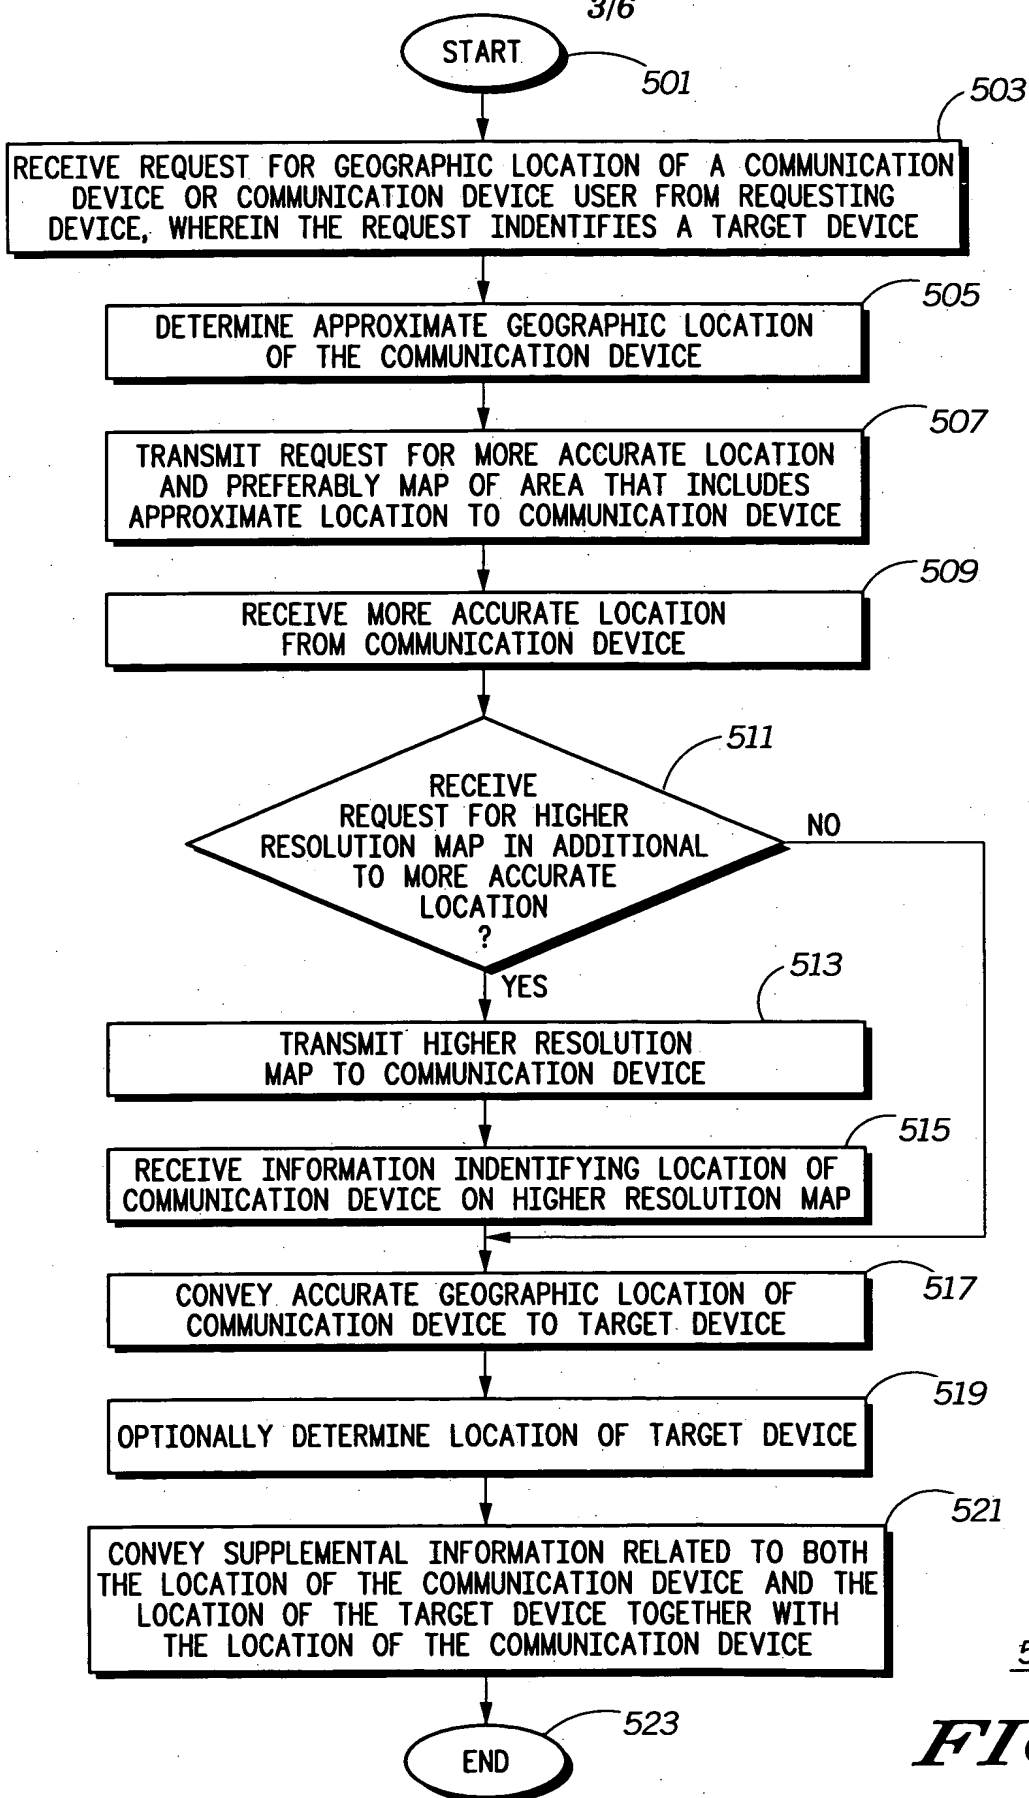 3/6
START
501
503
RECEIVE REQUEST FOR GEOGRAPHIC LOCATION OF A COMMUNICATION
DEVICE OR COMMUNICATION DEVICE USER FROM REQUESTING
DEVICE, WHEREIN THE REQUEST INDENTIFIES A TARGET DEVICE
505
DETERMINE APPROXIMATE GEOGRAPHIC LOCATION
OF THE COMMUNICATION DEVICE
507
TRANSMIT REQUEST FOR MORE ACCURATE LOCATION
AND PREFERABLY MAP OF AREA THAT INCLUDES
APPROXIMATE LOCATION TO COMMUNICATION DEVICE
509
RECEIVE MORE ACCURATE LOCATION
FROM COMMUNICATION DEVICE
511
RECEIVE
REQUEST FOR HIGHER
RESOLUTION MAP IN ADDITIONAL
TO MORE ACCURATE
LOCATION
?
NO
YES
513
TRANSMIT HIGHER RESOLUTION
MAP TO COMMUNICATION DEVICE
515
RECEIVE INFORMATION INDENTIFYING LOCATION OF
COMMUNICATION DEVICE ON HIGHER RESOLUTION MAP
517
CONVEY ACCURATE GEOGRAPHIC LOCATION OF
COMMUNICATION DEVICE TO TARGET DEVICE
519
OPTIONALLY DETERMINE LOCATION OF TARGET DEVICE
521
CONVEY SUPPLEMENTAL INFORMATION RELATED TO BOTH
THE LOCATION OF THE COMMUNICATION DEVICE AND THE
LOCATION OF THE TARGET DEVICE TOGETHER WITH
THE LOCATION OF THE COMMUNICATION DEVICE
523
END